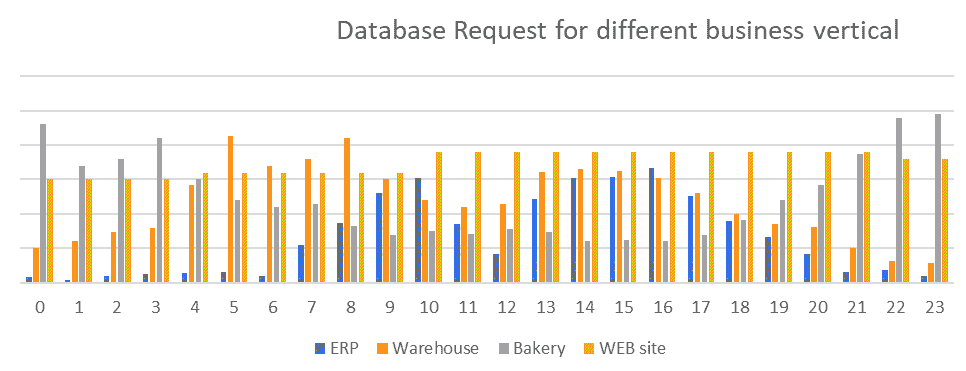 Database Request for different business vertical
0 1 2 3 4 5 6 7 8 9 10 11 12 13 14 15 16 17 18 19 20 21 22 23
ERP Warehouse Bakery WEB site